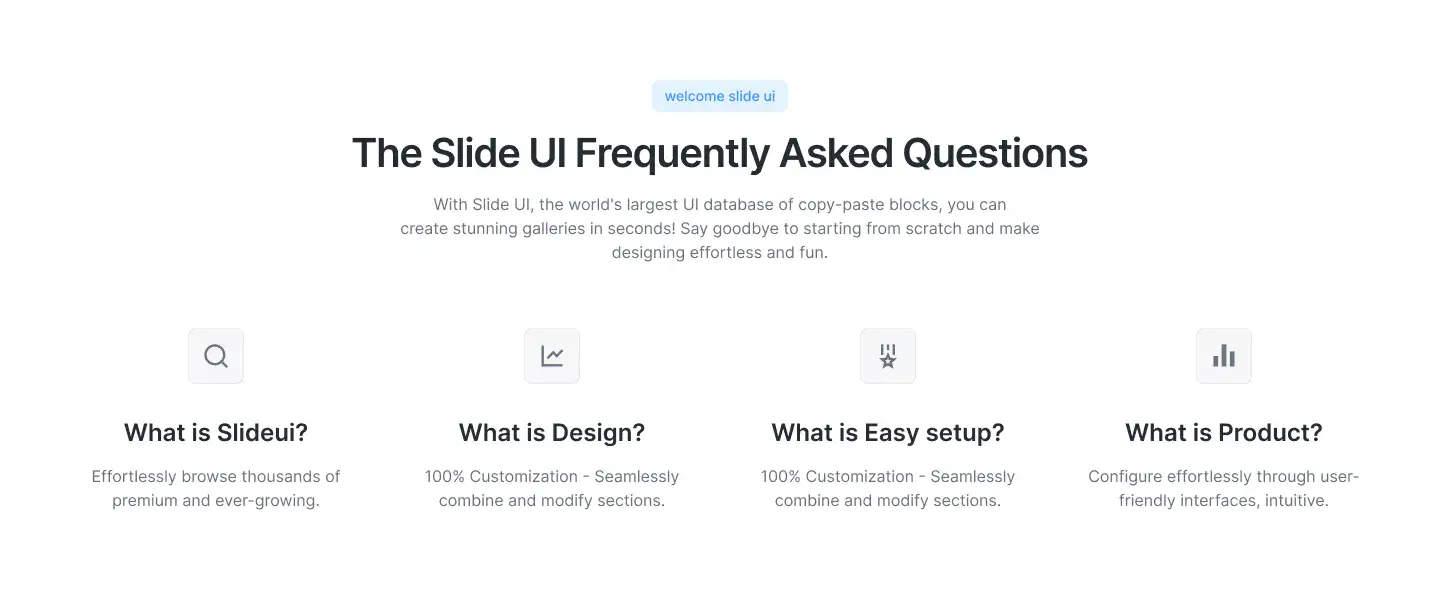 welcome slide ui
The Slide UI Frequently Asked Questions
With Slide UI, the world's largest UI database of copy-paste blocks, you can
create stunning galleries in seconds! Say goodbye to starting from scratch and make
designing effortless and fun.
What is Slideui?
Effortlessly browse thousands of
premium and ever-growing.
What is Design?
100% Customization - Seamlessly
combine and modify sections.
What is Easy setup?
100% Customization - Seamlessly
combine and modify sections.
What is Product?
Configure effortlessly through user-
friendly interfaces, intuitive.